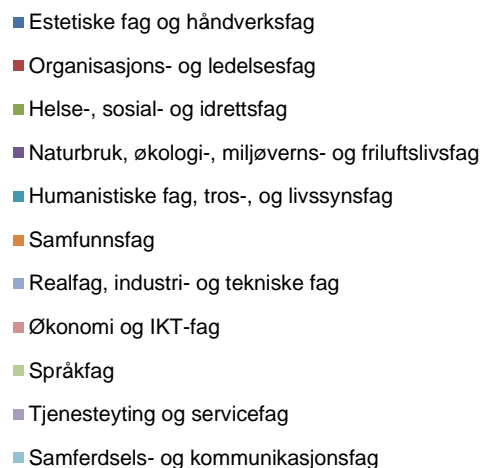 Estetiske fag og håndverksfag
Organisasjons- og ledelsesfag
Helse-, sosial- og idrettsfag
Naturbruk, økologi-, miljøverns- og friluftslivsfag
Humanistiske fag, tros-, og livssynsfag
Samfunnsfag
Realfag, industri- og tekniske fag
Økonomi og IKT-fag
Språkfag
Tjenesteyting og servicefag
Samferdsels- og kommunikasjonsfag